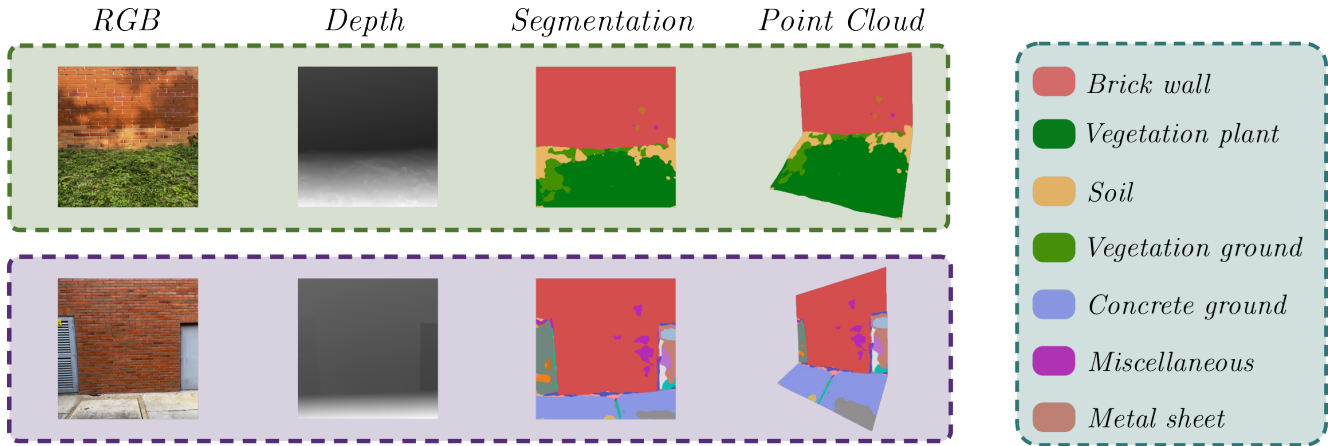 RGB
Depth
Segmentation
Point Cloud
Brick wall
Vegetation plant
Soil
Vegetation ground
Concrete ground
Miscellaneous
Metal sheet